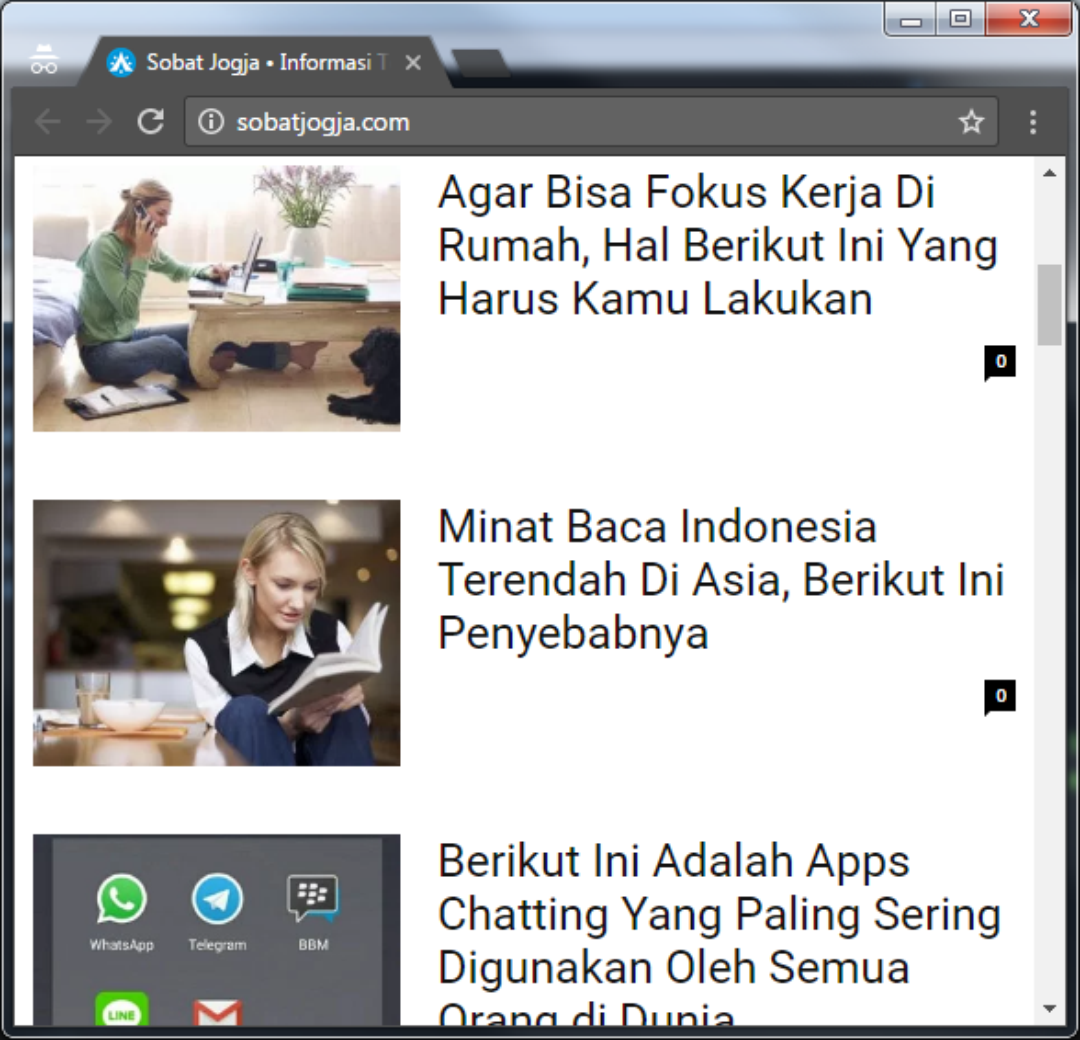 Sobat Jogja • Informasi T
sobatjogja.com
Agar Bisa Fokus Kerja Di
Rumah, Hal Berikut Ini Yang
Harus Kamu Lakukan
0
Minat Baca Indonesia
Terendah Di Asia, Berikut Ini
Penyebabnya
0
WhatsApp Telegram BBM
LINE
Berikut Ini Adalah Apps
Chatting Yang Paling Sering
Digunakan Oleh Semua
Orang di Dunia